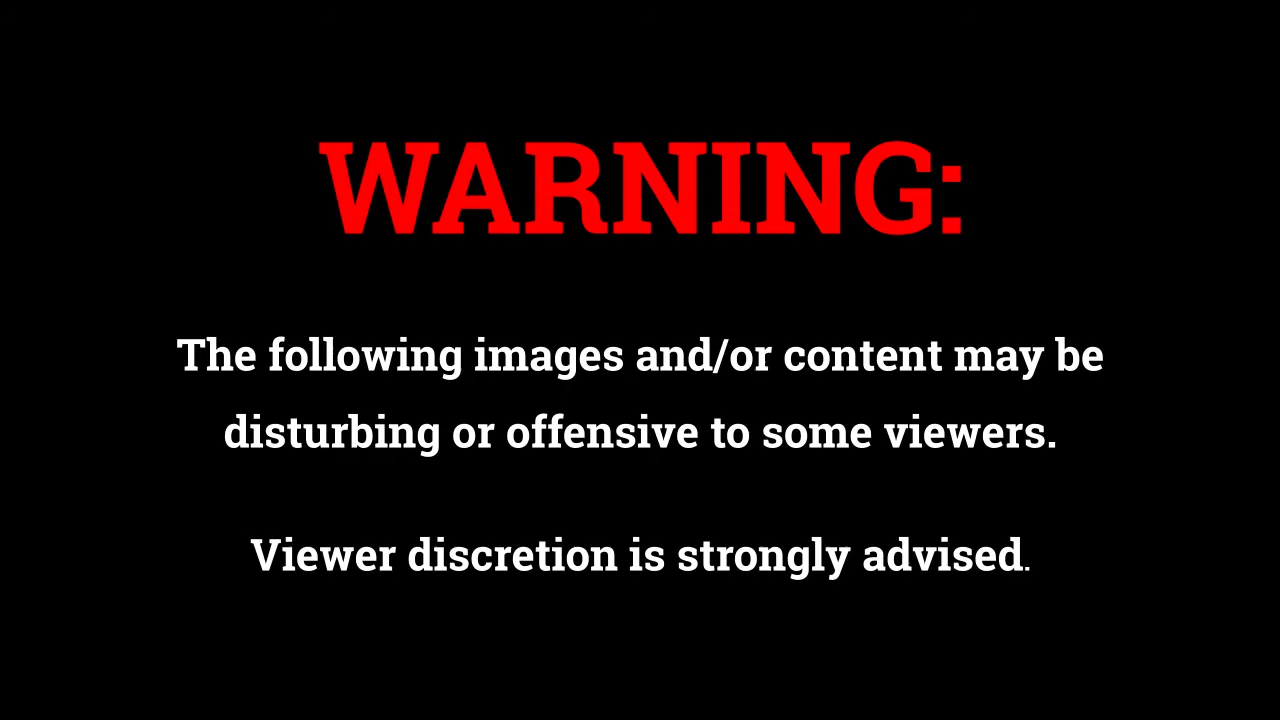 WARNING:
The following images and/or content may be
disturbing or offensive to some viewers.
Viewer discretion is strongly advised.